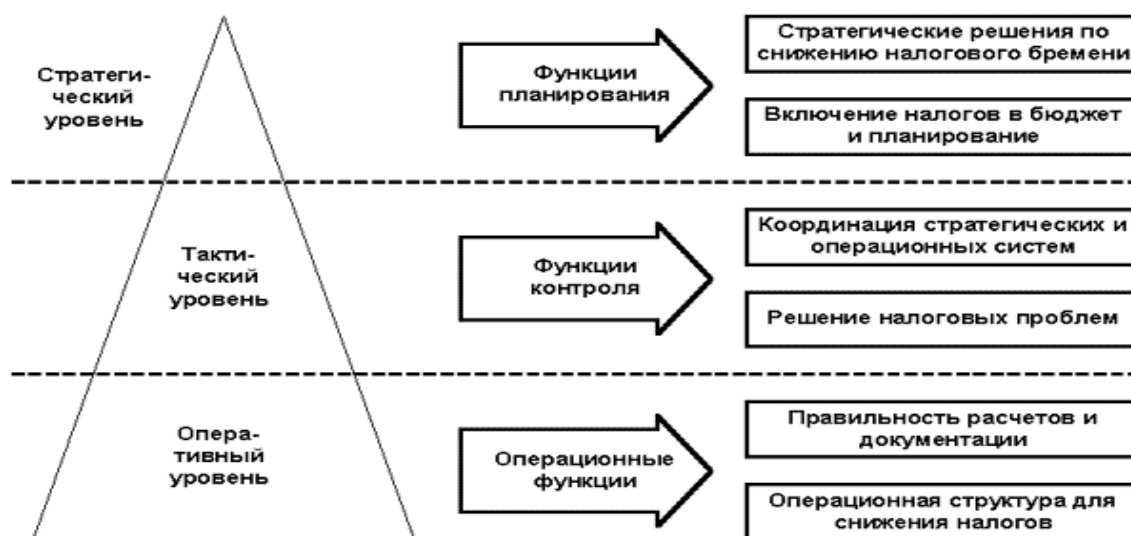 Стратеги-
ческий
уровень
Функции
планирования
Стратегические решения по
снижению налогового бремени
Включение налогов в бюджет
и планирование
Такти-
ческий
уровень
Функции
контроля
Координация стратегических и
операционных систем
Решение налоговых проблем
Опера-
тивный
уровень
Операционные
функции
Правильность расчетов и
документации
Операционная структура для
снижения налогов